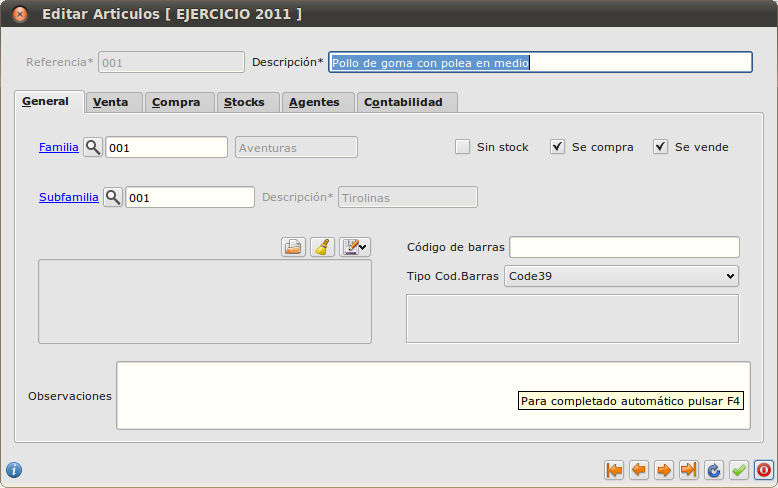 Editar Articulos [ EJERCICIO 2011 ]
Referencia* 001 Descripción* Pollo de goma con polea en medio
General Venta Compra Stocks Agentes Contabilidad
Familia 001 Aventuras Sin stock Se compra Se vende
Subfamilia 001 Descripción* Tirolinas
Código de barras
Tipo Cod.Barras Code39
Observaciones
Para completado automático pulsar F4